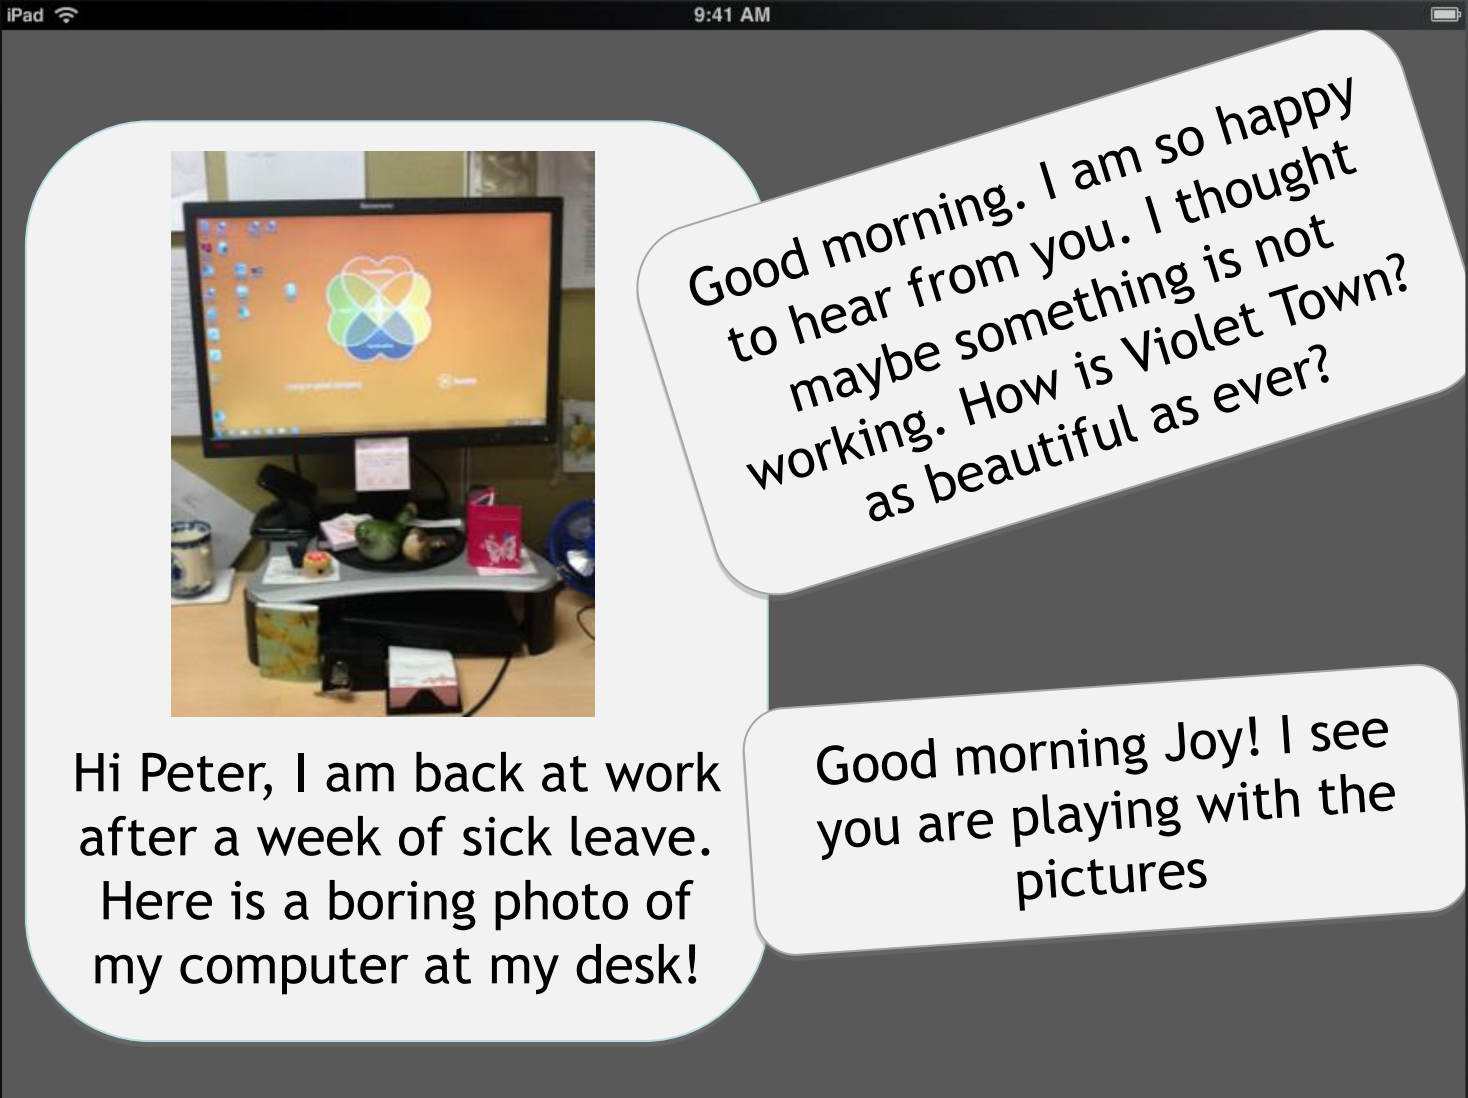 iPad
9:41 AM
Good morning. I am so happy
to hear from you. I thought
maybe something is not
working. How is Violet Town?
as beautiful as ever?
Hi Peter, I am back at work
after a week of sick leave.
Here is a boring photo of
my computer at my desk!
Good morning Joy! I see
you are playing with the
pictures